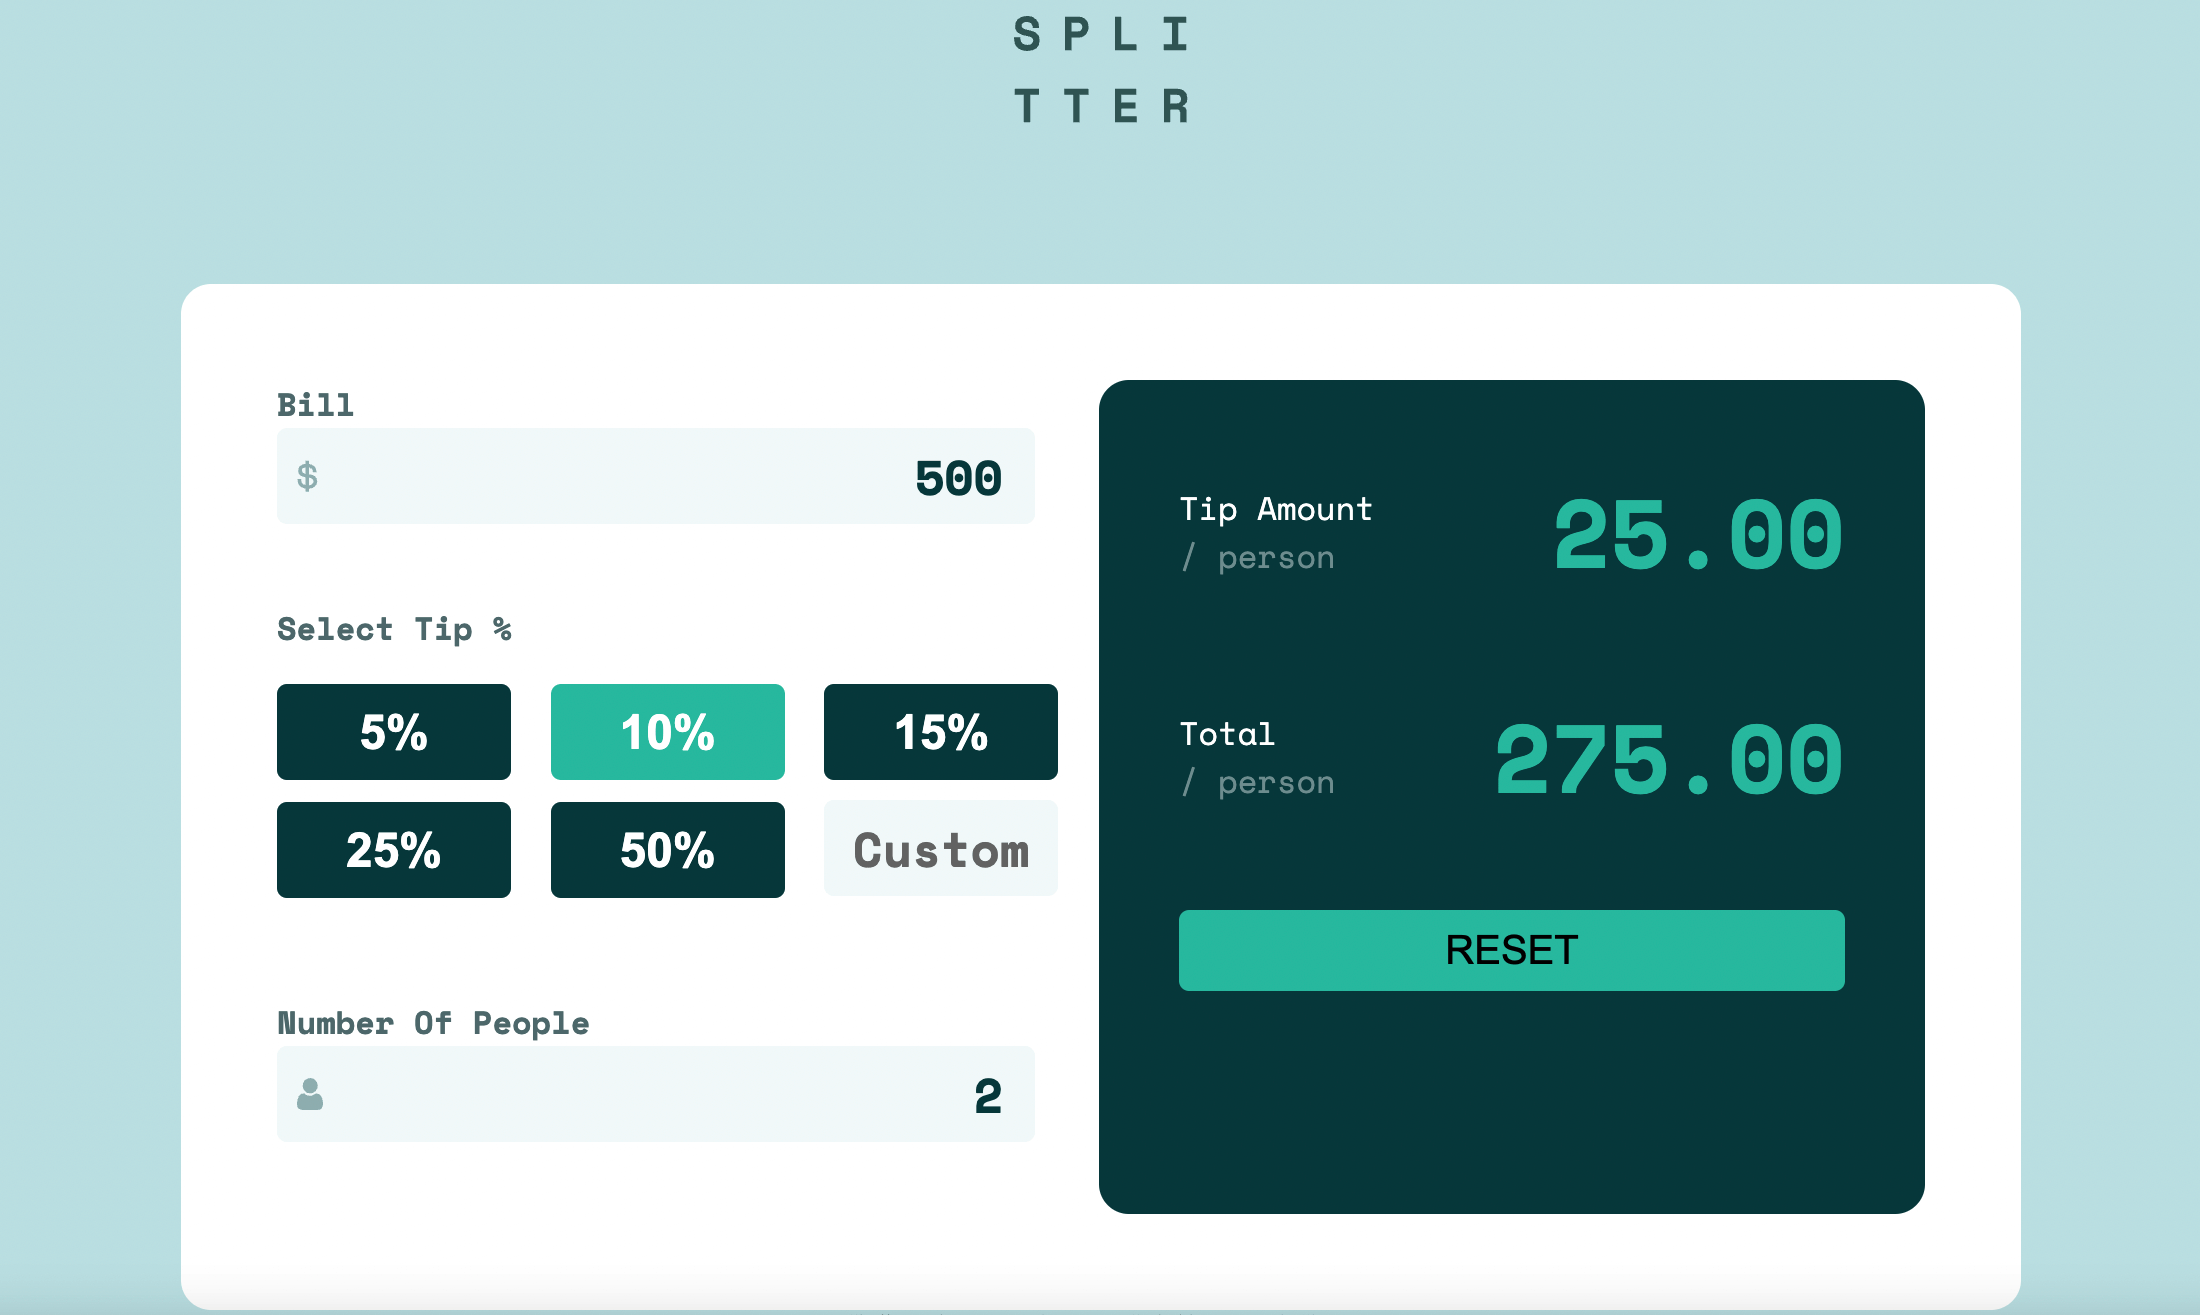 S P L I
T T E R
Bill
$ 500
Select Tip %
5% 10% 15%
25% 50% Custom
Number Of People
2
Tip Amount
/ person
25.00
Total
/ person
275.00
RESET